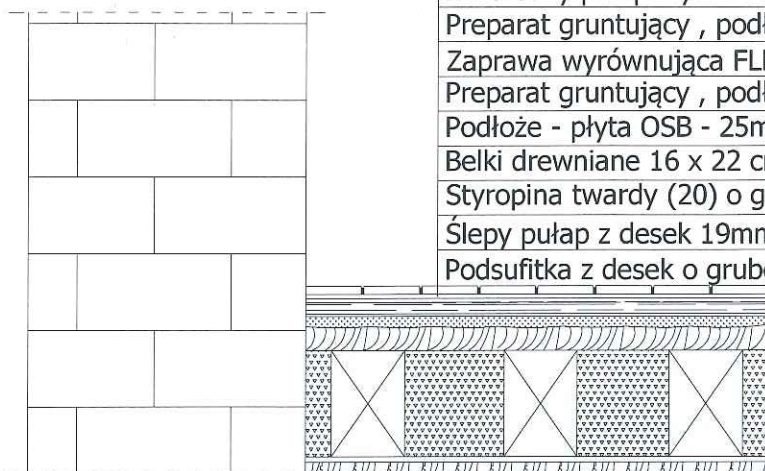 Preparat gruntujący , podł
Zaprawa wyrównująca FL
Preparat gruntujący , podł
Podłoże - płyta OSB - 25m
Belki drewniane 16 x 22 c
Styropina twardy (20) o g
Ślepy pułap z desek 19mm
Podsufitka z desek o grub